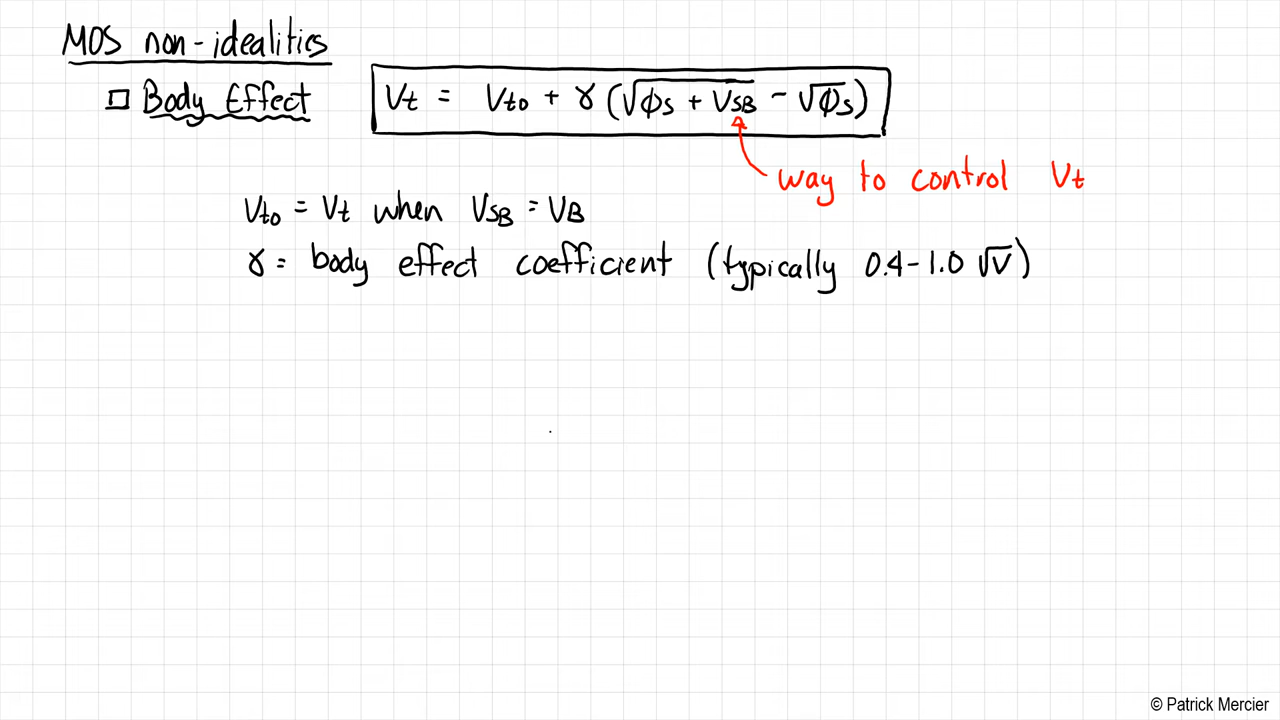 MOS non-idealities
□ Body Effect
Vt = Vto + γ (√φs + VSB - √φs)
way to control Vt
Vto = Vt when VSB = VB
γ = body effect coefficient (typically 0.4-1.0 √V)
© Patrick Mercier